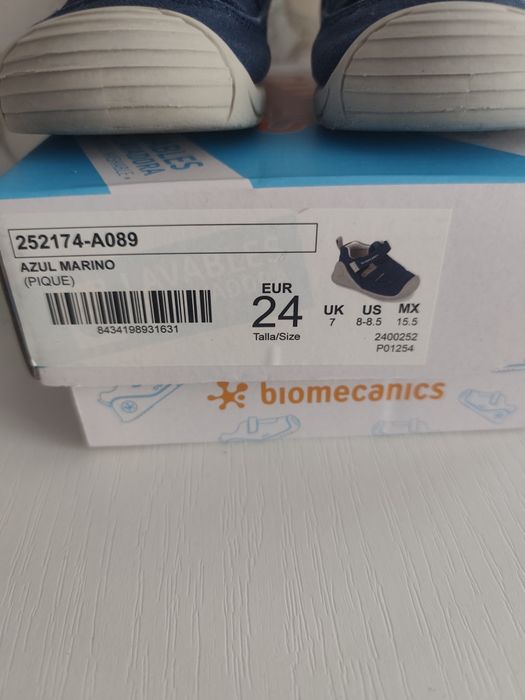 252174-A089
AZUL MARINO
(PIQUE)
8434198931631
EUR
24
Talla/Size
UK US MX
7 8-8.5 15.5
2400252
P01254
biomecanics